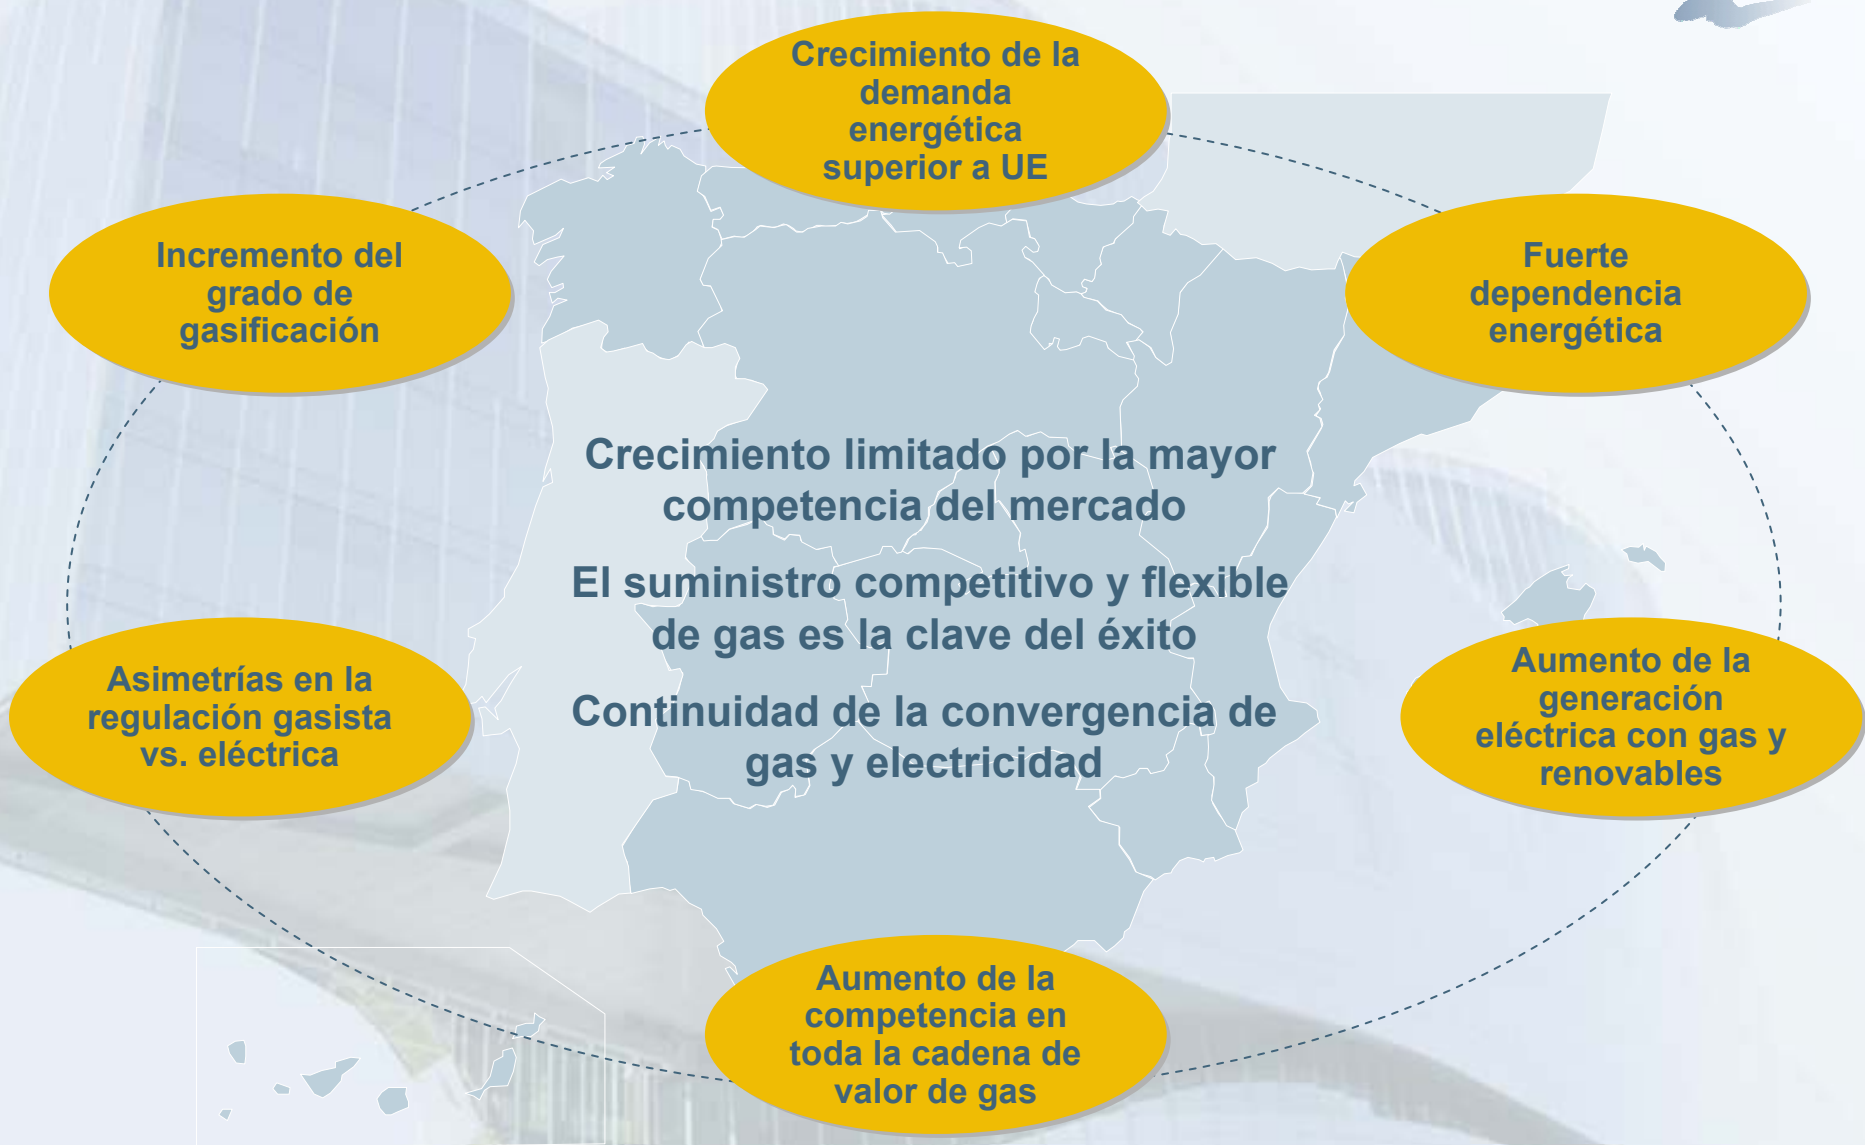 Crecimiento de la
demanda
energética
superior a UE
Incremento del
grado de
gasificación
Fuerte
dependencia
energética
Crecimiento limitado por la mayor
competencia del mercado
El suministro competitivo y flexible
de gas es la clave del éxito
Continuidad de la convergencia de
gas y electricidad
Asimetrías en la
regulación gasista
vs. eléctrica
Aumento de la
generación
eléctrica con gas y
renovables
Aumento de la
competencia en
toda la cadena de
valor de gas